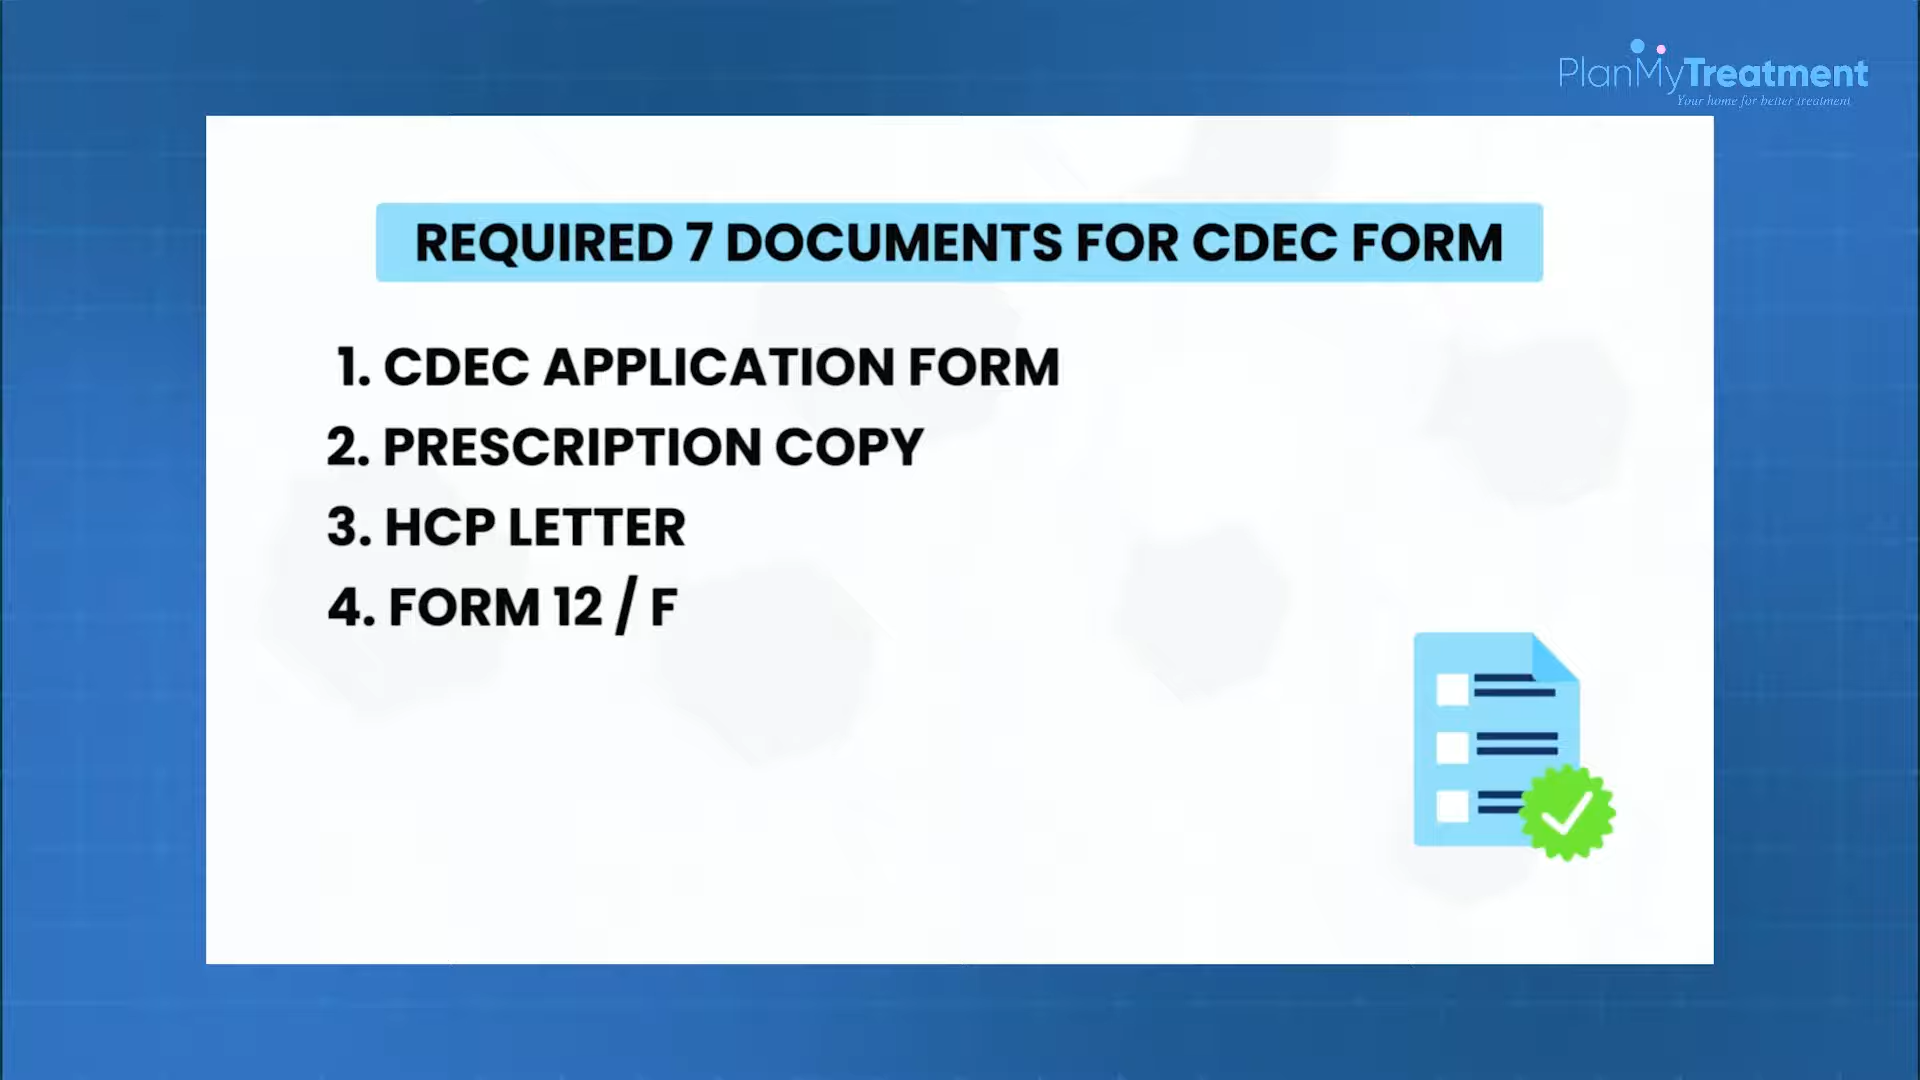 PlanMyTreatment
Your home for better treatment
REQUIRED 7 DOCUMENTS FOR CDEC FORM
1. CDEC APPLICATION FORM
2. PRESCRIPTION COPY
3. HCP LETTER
4. FORM 12 / F